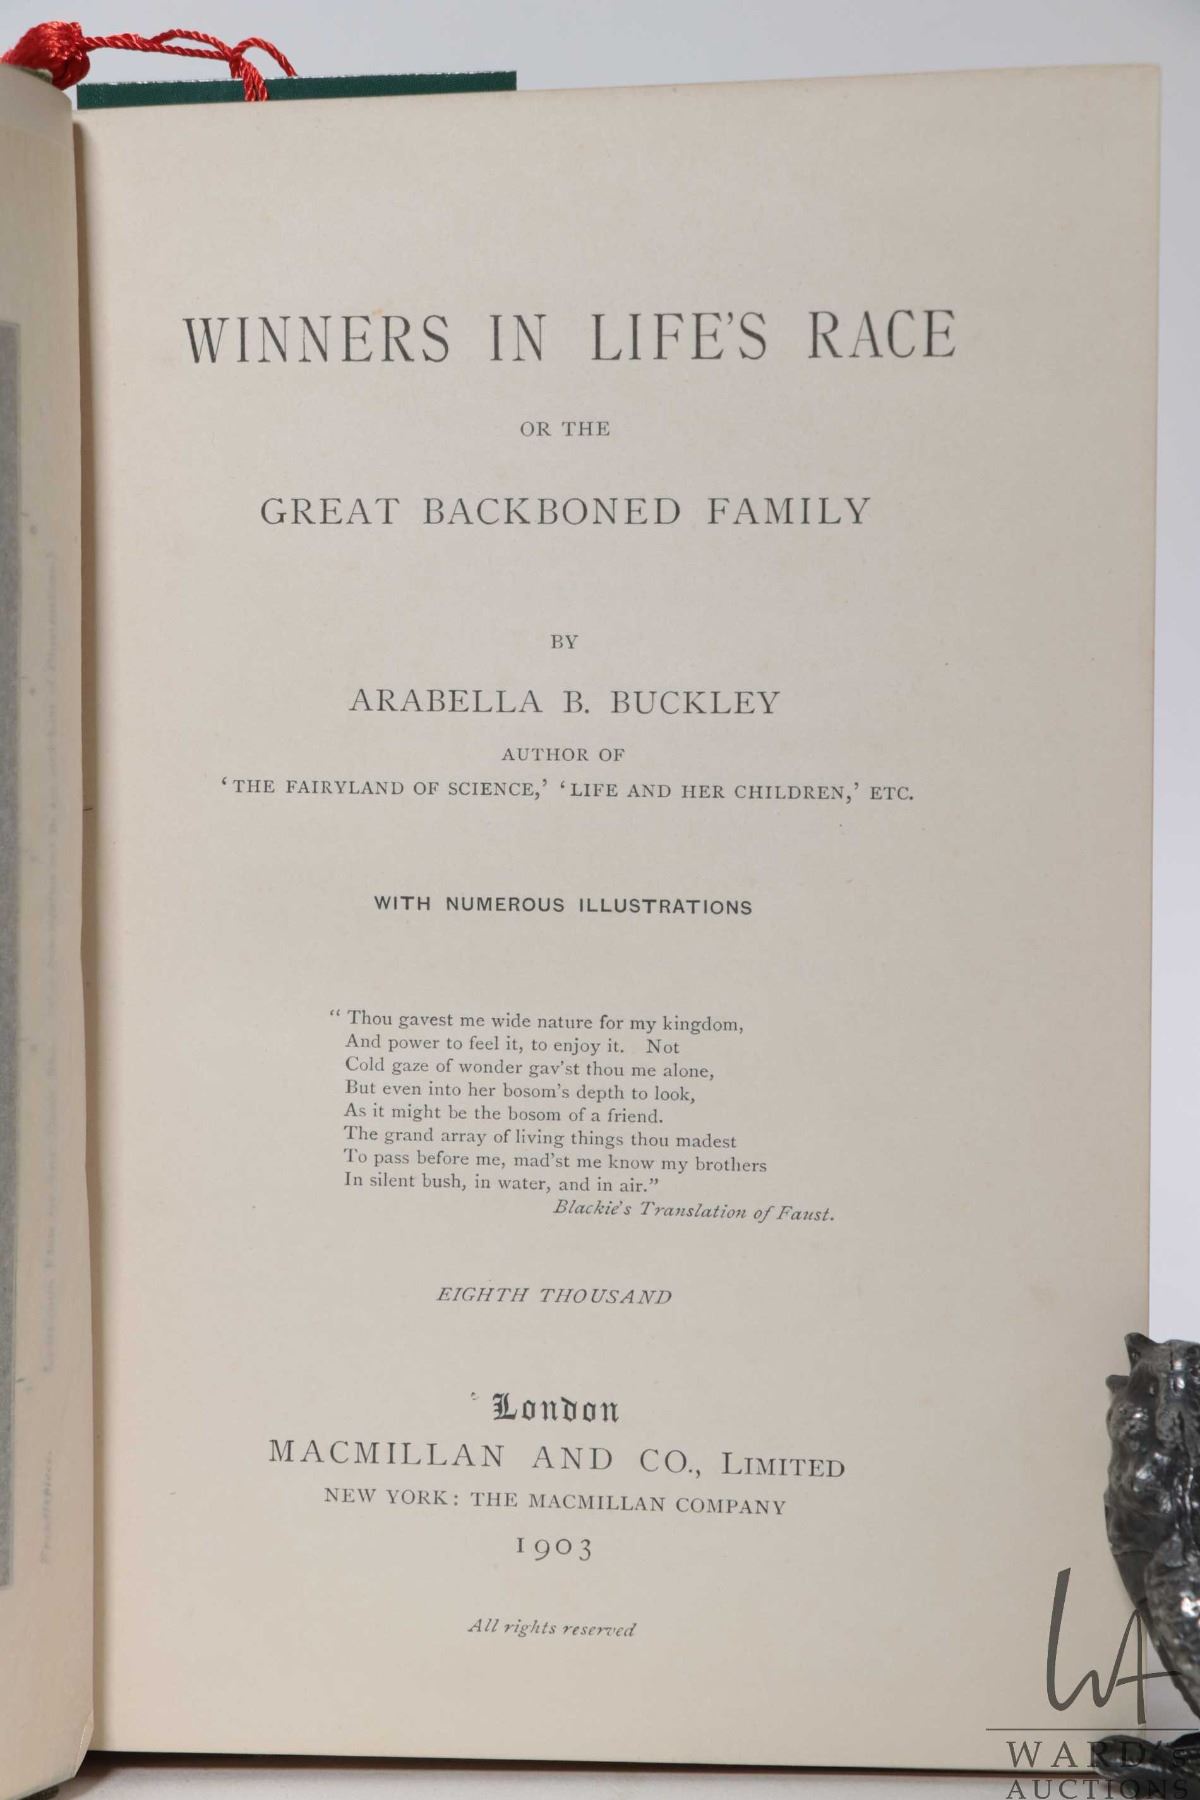 WINNERS IN LIFE'S RACE
OR THE
GREAT BACKBONED FAMILY
BY
ARABELLA B. BUCKLEY
AUTHOR OF
‘THE FAIRYLAND OF SCIENCE,’ ‘LIFE AND HER CHILDREN,’ ETC.
WITH NUMEROUS ILLUSTRATIONS
“Thou gavest me wide nature for my kingdom,
And power to feel it, to enjoy it. Not
Cold gaze of wonder gav'st thou me alone,
But even into her bosom's depth to look,
As it might be the bosom of a friend.
The grand array of living things thou madest
To pass before me, mad'st me know my brothers
In silent bush, in water, and in air.”
Blackie's Translation of Faust.
EIGHTH THOUSAND
London
MACMILLAN AND CO., LIMITED
NEW YORK: THE MACMILLAN COMPANY
1903
All rights reserved
WA
WARD'S
AUCTIONS